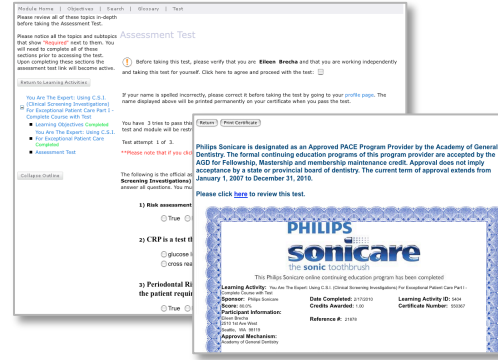 Module Home | Objectives | Search | Glossary | Test
Please review all of these topics in-depth
before taking the Assessment Test.
Please notice all the topics and subtopics
that show "Required" next to them. You
will need to complete all of these
sections prior to accessing the test.
Upon completing these sections the
assessment test link will become active.
Return to Learning Activities
You Are The Expert: Using C.S.I.
(Clinical Screening Investigations)
For Exceptional Patient Care Part I -
Complete Course with Test
Learning Objectives Completed
You Are The Expert: Using C.S.I.
For Exceptional Patient Care
Completed
Assessment Test
Collapse Outline
Assessment Test
Before taking this test, please verify that you are Eileen Brocha and that you are working independently
and taking this test for yourself. Click here to agree and proceed with the test:
If your name is spelled incorrectly, please correct it before taking the test by going to your profile page. The
name displayed above will be printed permanently on your certificate when you pass the test.
You have 3 tries to pass the
test and module will be restr
Test attempt 1 of 3.
**Please note that if you click
The following is the official as
Screening Investigations)
answer all questions. You mu
1) Risk assessment
True
2) CRP is a test th
glucose l
cross rea
3) Periodontal Ri
the patient requir
True
Return Print Certificate
Philips Sonicare is designated as an Approved PACE Program Provider by the Academy of General
Dentistry. The formal continuing education programs of this program provider are accepted by the
AGD for Fellowship, Mastership and membership maintenance credit. Approval does not imply
acceptance by a state or provincial board of dentistry. The current term of approval extends from
January 1, 2007 to December 31, 2010.
Please click here to review this test.
PHILIPS
sonicare
the sonic toothbrush
This Philips Sonicare online continuing education program has been completed
Learning Activity: You Are The Expert: Using C.S.I. (Clinical Screening Investigations) For Exceptional Patient Care Part I -
Complete Course with Test
Sponsor: Philips Sonicare Date Completed: 2/17/2010 Learning Activity ID: 5404
Score: 80.0% Credits Awarded: 1.00 Certificate Number: 550367
Participant Information:
Eileen Brocha Reference #: 21876
2510 1st Ave West
Seattle, WA 98119
Approval Mechanism:
Academy of General Dentistry